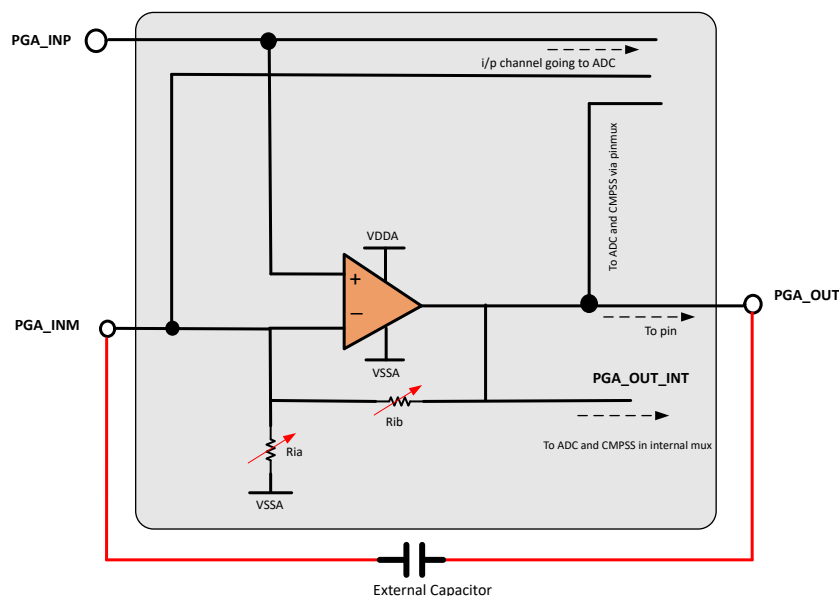 PGA_INP
i/p channel going to ADC
To ADC and CMPSS via pinmux
VDDA
+
−
PGA_OUT
PGA_INM
To pin
VSSA
PGA_OUT_INT
Rib
To ADC and CMPSS in internal mux
Ria
VSSA
External Capacitor